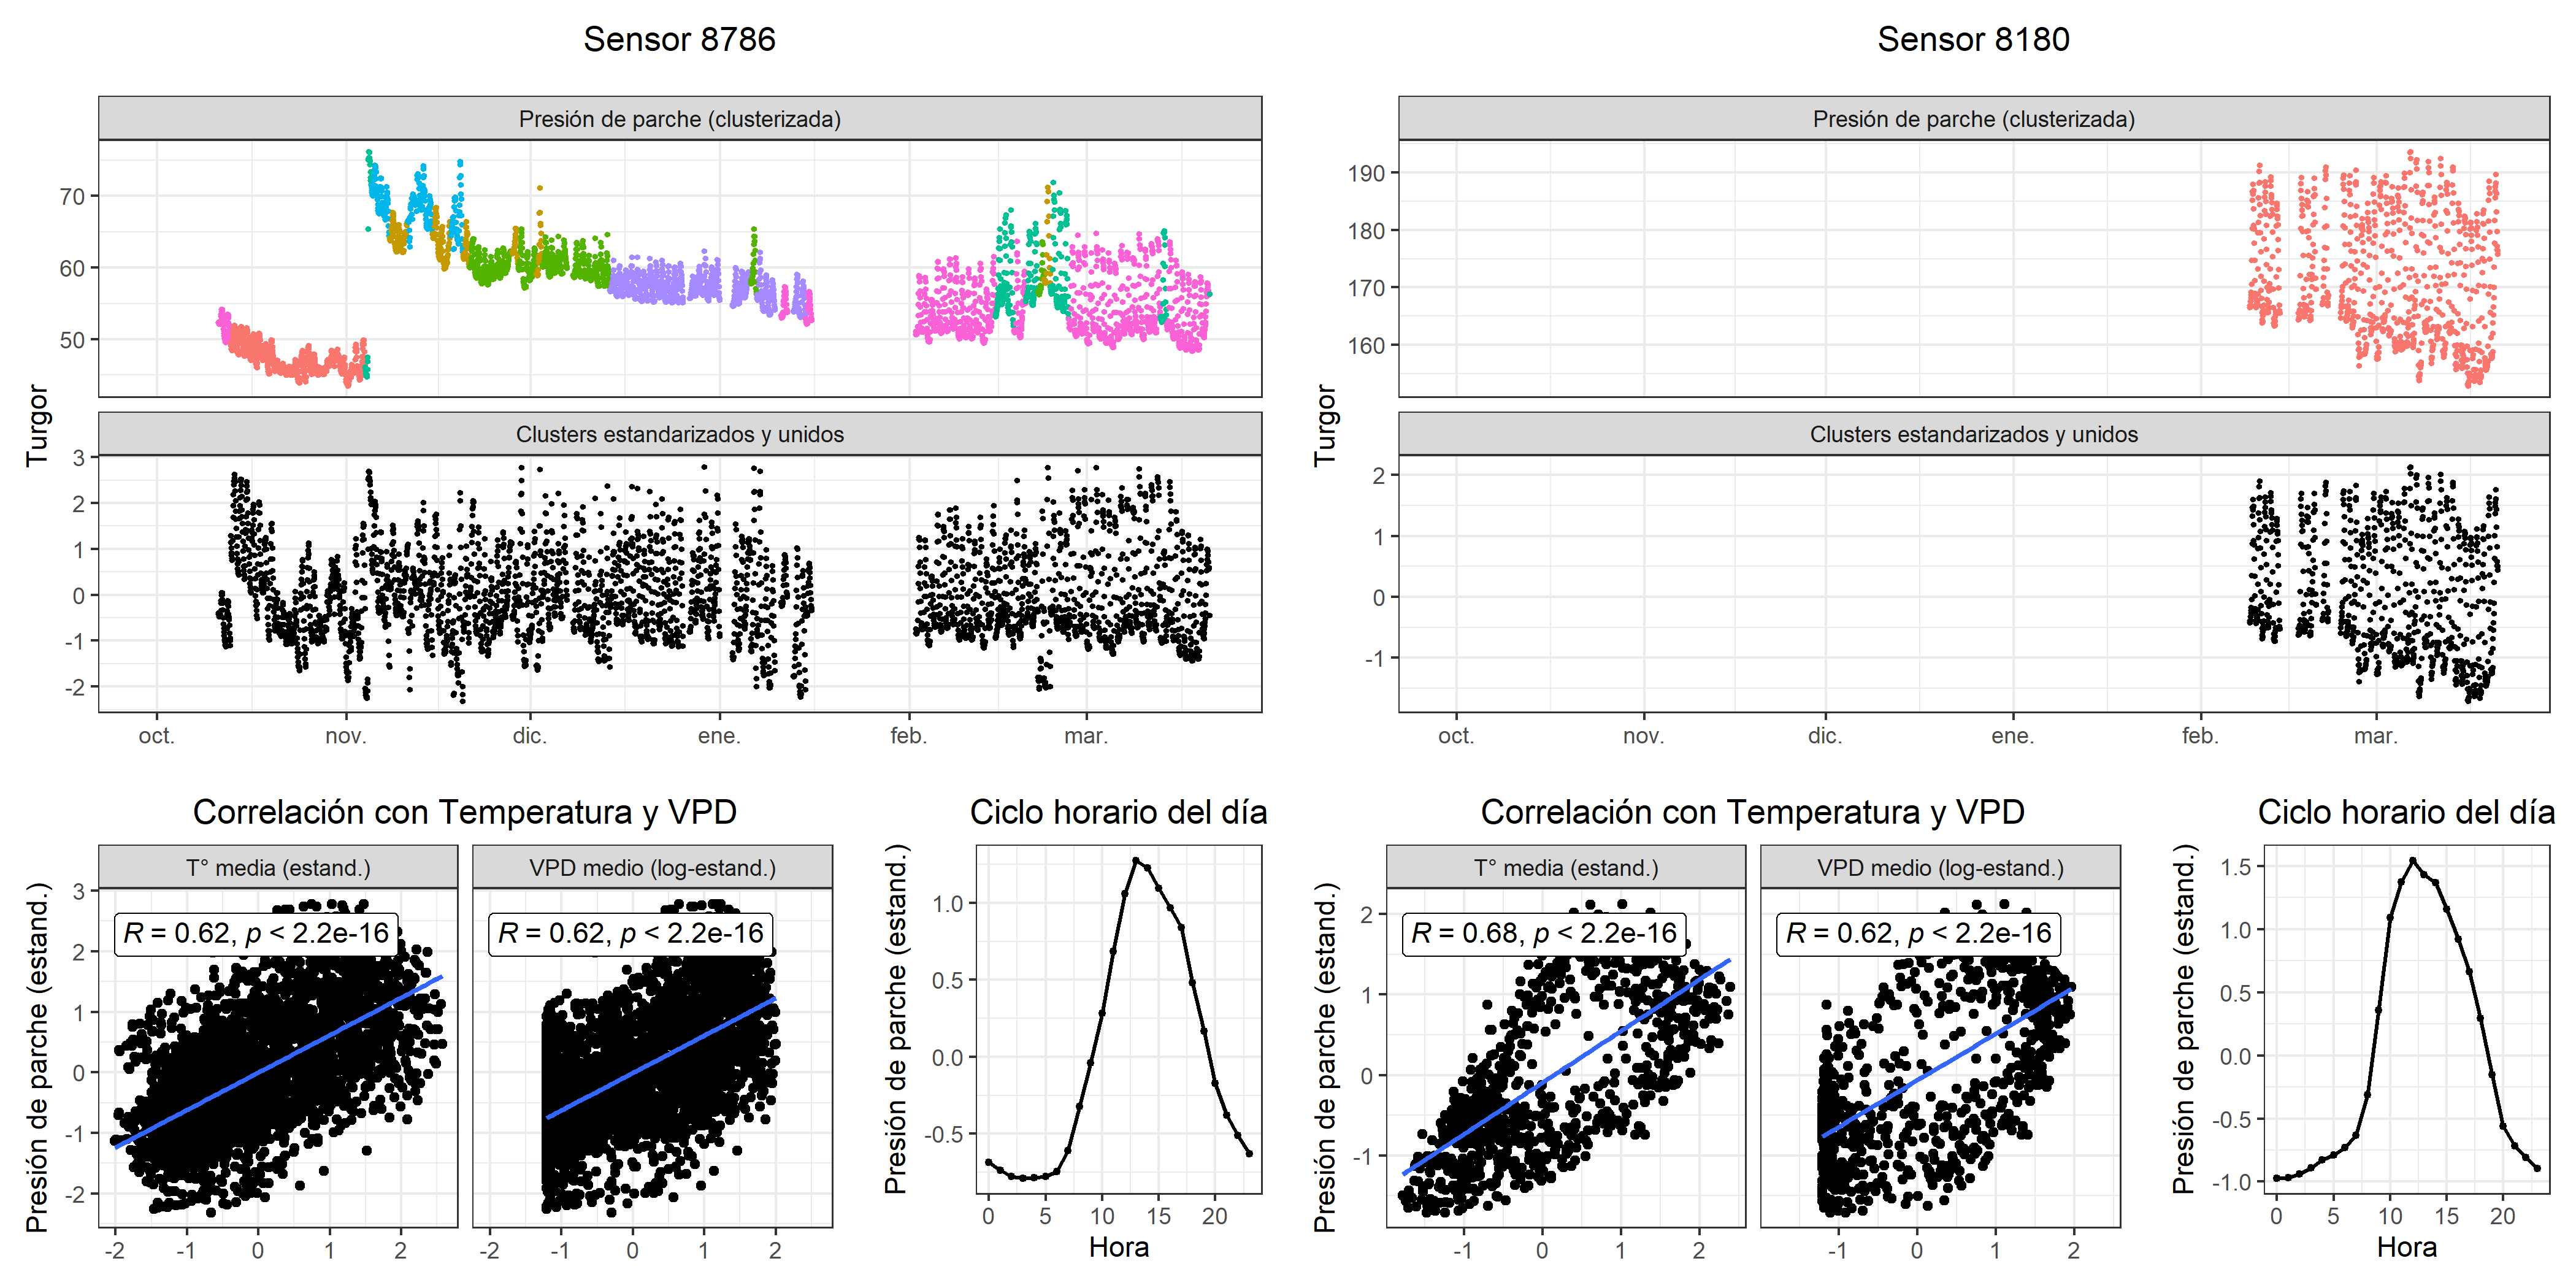 Sensor 8786
Presión de parche (clusterizada)
70
60
50
Turgor
Clusters estandarizados y unidos
3
2
1
0
-1
-2
oct. nov. dic. ene. feb. mar.
Correlación con Temperatura y VPD
T° media (estand.)
VPD medio (log-estand.)
R = 0.62, p < 2.2e-16
R = 0.62, p < 2.2e-16
Presión de parche (estand.)
3
2
1
0
-1
-2
-2 -1 0 1 2
-2 -1 0 1 2
Ciclo horario del día
Presión de parche (estand.)
1.0
0.5
0.0
-0.5
0 5 10 15 20
Hora
Sensor 8180
Presión de parche (clusterizada)
190
180
170
160
Turgor
Clusters estandarizados y unidos
2
1
0
-1
oct. nov. dic. ene. feb. mar.
Correlación con Temperatura y VPD
T° media (estand.)
VPD medio (log-estand.)
R = 0.68, p < 2.2e-16
R = 0.62, p < 2.2e-16
Presión de parche (estand.)
2
1
0
-1
-1 0 1 2
-1 0 1 2
Ciclo horario del día
Presión de parche (estand.)
1.5
1.0
0.5
0.0
-0.5
-1.0
0 5 10 15 20
Hora